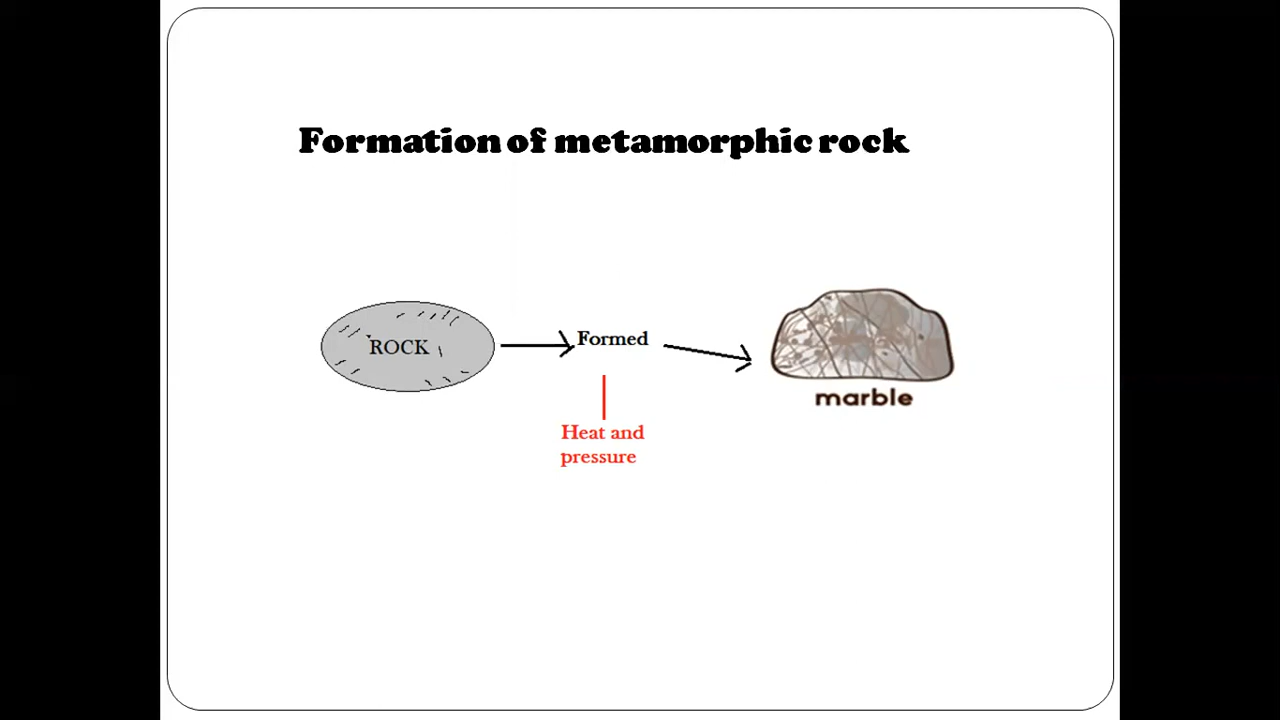 Formation of metamorphic rock
ROCK
Formed
Heat and
pressure
marble